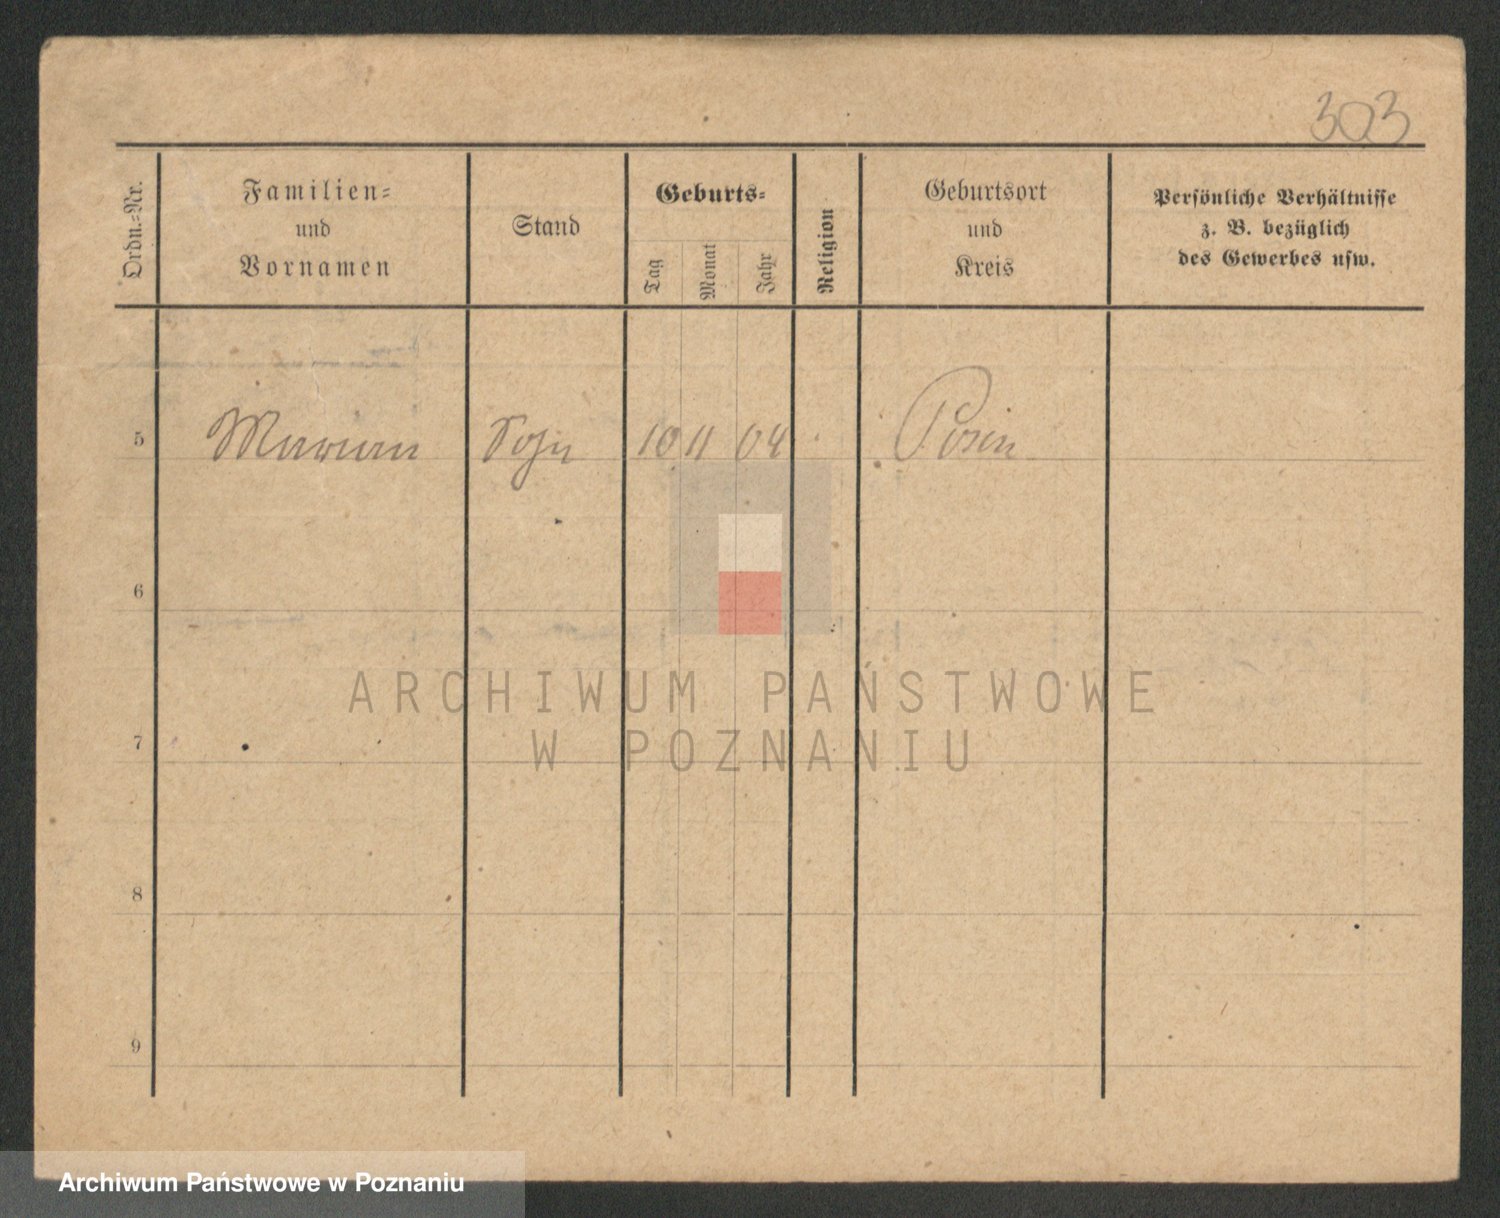 303
Ordn.-Nr.
Familien-
und
Vornamen
Stand
Geburts-
Tag
Monat
Jahr
Religion
Geburtsort
und
Kreis
Persönliche Verhältnisse
z. B. bezüglich
des Gewerbes usw.
5 Marian Sohn 10 11 04 Posen
6
7
8
9
ARCHIWUM PAŃSTWOWE
W POZNANIU
Archiwum Państwowe w Poznaniu